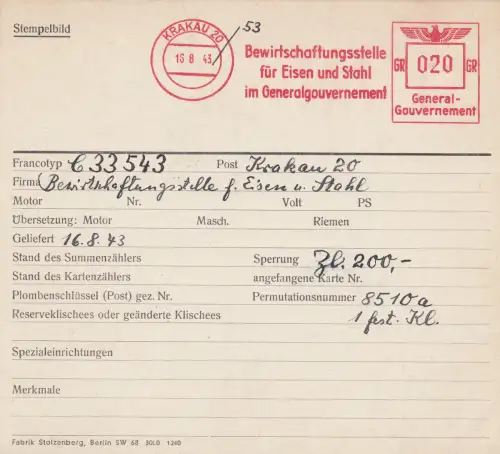 Stempelbild
KRAKAU 20
16 8 43
53
Bewirtschaftungsstelle
für Eisen und Stahl
im Generalgouvernement
GR 020 GR
General-
Gouvernement
Francotyp C33543 Post Krakau 20
Firma Bewirtschaftungsstelle f. Eisen u. Stahl
Motor Nr. Volt PS
Übersetzung: Motor Masch. Riemen
Geliefert 16.8.43
Stand des Summenzählers Sperrung Zl. 200,-
Stand des Kartenzählers angefangene Karte Nr.
Plombenschlüssel (Post) gez. Nr. Permutationsnummer 8510a
Reserveklischees oder geänderte Klischees 1 fest. Kl.
Spezialeinrichtungen
Merkmale
Fabrik Stolzenberg, Berlin SW 68 30L0 1240